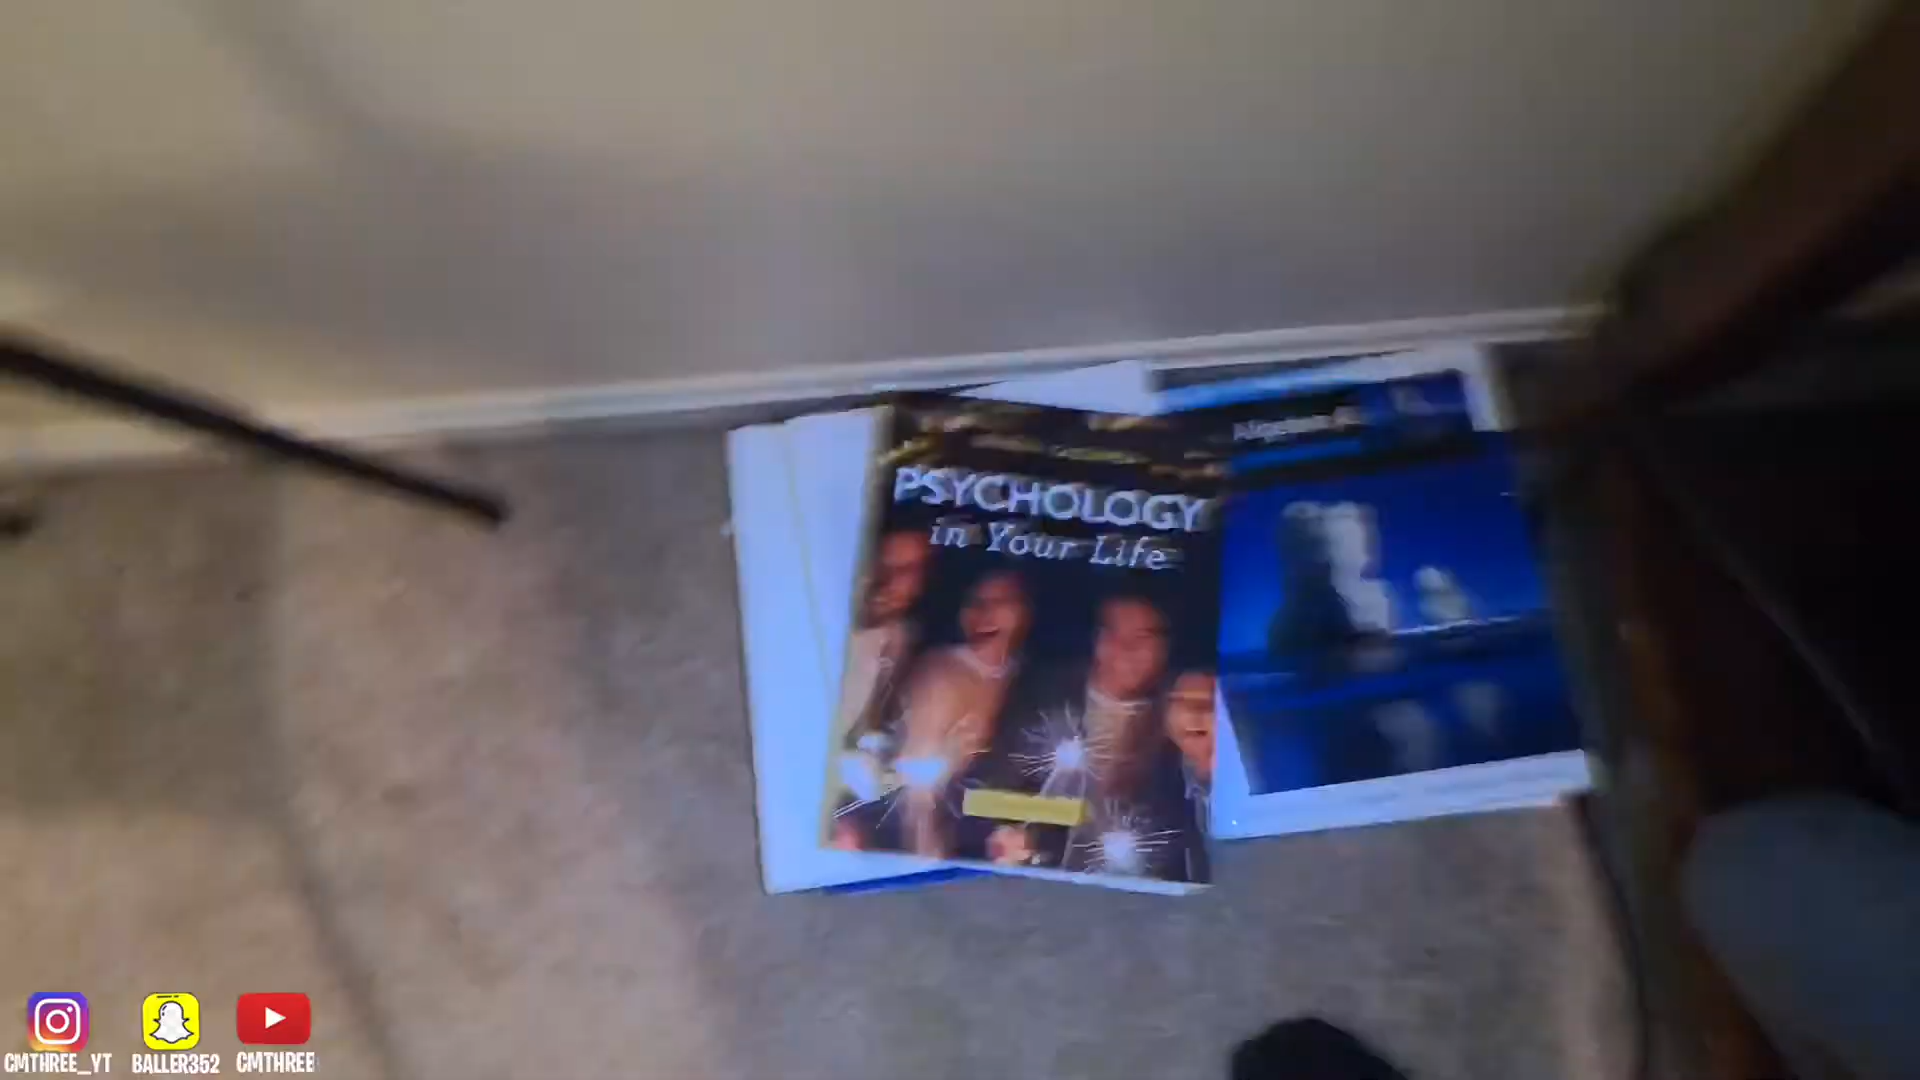 PSYCHOLOGY
in Your Life
CMTHREE_YT
BALLER352
CMTHREE